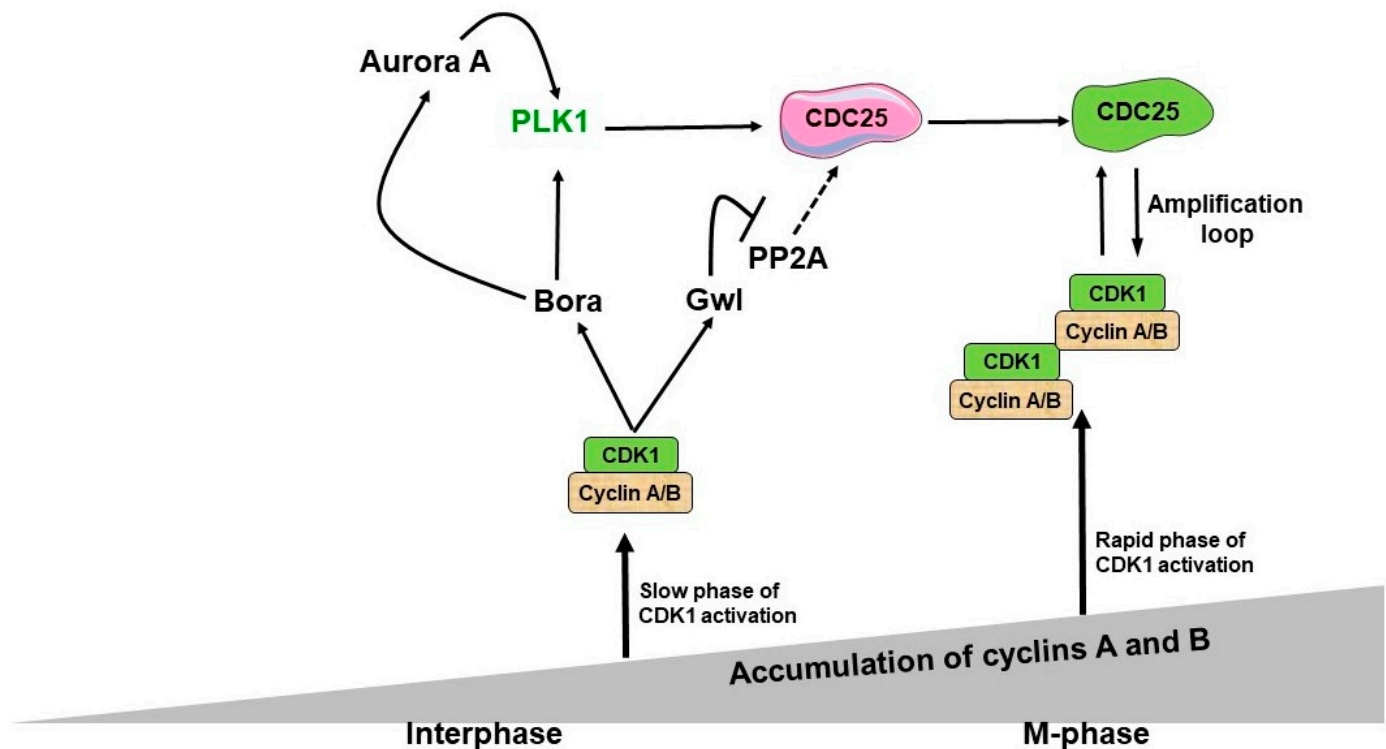 Aurora A
PLK1
CDC25
CDC25
Amplification
loop
PP2A
Bora
Gwl
CDK1
Cyclin A/B
CDK1
Cyclin A/B
CDK1
Cyclin A/B
Rapid phase of
CDK1 activation
Slow phase of
CDK1 activation
Accumulation of cyclins A and B
Interphase
M-phase